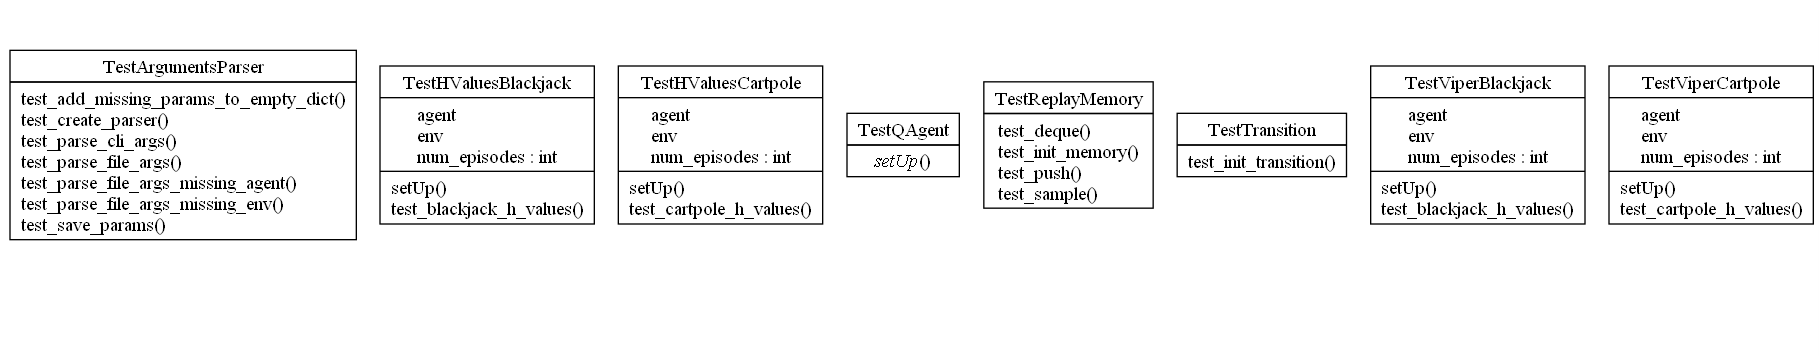 TestArgumentsParser
test_add_missing_params_to_empty_dict()
test_create_parser()
test_parse_cli_args()
test_parse_file_args()
test_parse_file_args_missing_agent()
test_parse_file_args_missing_env()
test_save_params()
TestHValuesBlackjack
agent
env
num_episodes : int
setUp()
test_blackjack_h_values()
TestHValuesCartpole
agent
env
num_episodes : int
setUp()
test_cartpole_h_values()
TestQAgent
setUp()
TestReplayMemory
test_deque()
test_init_memory()
test_push()
test_sample()
TestTransition
test_init_transition()
TestViperBlackjack
agent
env
num_episodes : int
setUp()
test_blackjack_h_values()
TestViperCartpole
agent
env
num_episodes : int
setUp()
test_cartpole_h_values()